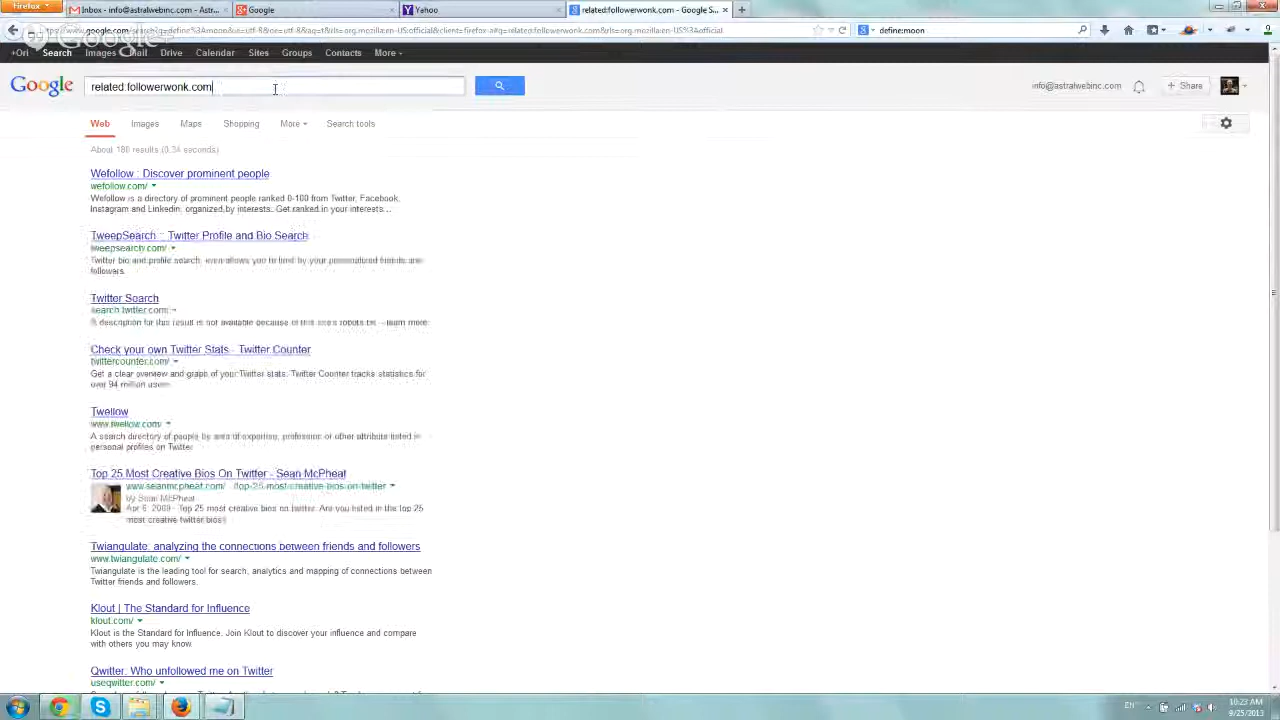 Firefox
Inbox - info@astralwebinc.com - Astr...
Google
Yahoo
related:followerwonk.com - Google S...
define:moon
Google
+Ori Search Images Mail Drive Calendar Sites Groups Contacts More
Google
related:followerwonk.com
info@astralwebinc.com
+ Share
Web Images Maps Shopping More Search tools
About 188 results (0.34 seconds)
Wefollow : Discover prominent people
wefollow.com/
Wefollow is a directory of prominent people ranked 0-100 from Twitter, Facebook,
Instagram and Linkedin, organized by interests. Get ranked in your interests...
TweepSearch :: Twitter Profile and Bio Search
tweepsearch.com/
Twitter bio and profile search, even allows you to limit by your personalized friends and
followers.
Twitter Search
search.twitter.com/
A description for this result is not available because of this site's robots.txt – learn more.
Check your own Twitter Stats - Twitter Counter
twittercounter.com/
Get a clear overview and graph of your Twitter stats. Twitter Counter tracks statistics for
over 94 million users.
Twellow
www.twellow.com/
A search directory of people by area of expertise, profession or other attribute listed in
personal profiles on Twitter.
Top 25 Most Creative Bios On Twitter - Sean McPheat
www.seanmcpheat.com/ /top-25-most-creative-bios-on-twitter
by Sean McPheat
Apr 6, 2009 - Top 25 most creative bios on twitter. Are you listed in the top 25
most creative twitter bios?
Twiangulate: analyzing the connections between friends and followers
www.twiangulate.com/
Twiangulate is the leading tool for search, analytics and mapping of connections between
Twitter friends and followers.
Klout | The Standard for Influence
klout.com/
Klout is the Standard for Influence. Join Klout to discover your influence and compare
with others you may know.
Qwitter: Who unfollowed me on Twitter
useqwitter.com/
EN
10:23 AM
9/25/2013